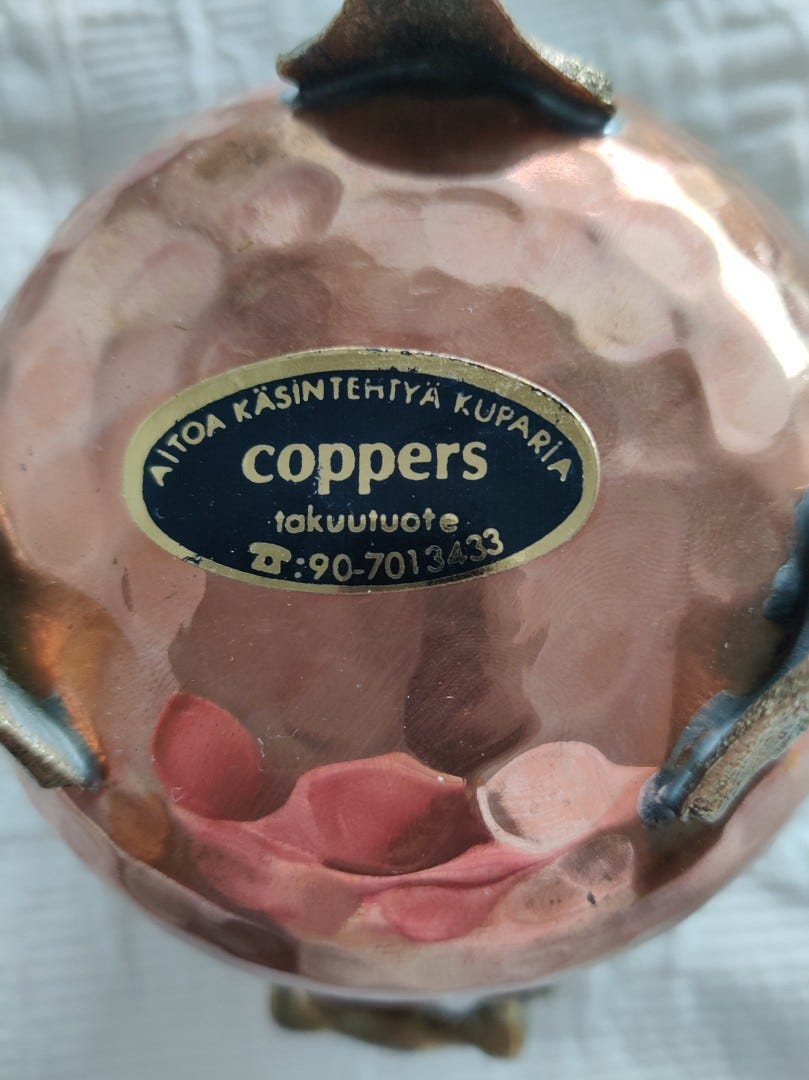 AITOA KÄSINTEHTYÄ KUPARIA
coppers
takuutuote
☎:90-7013433